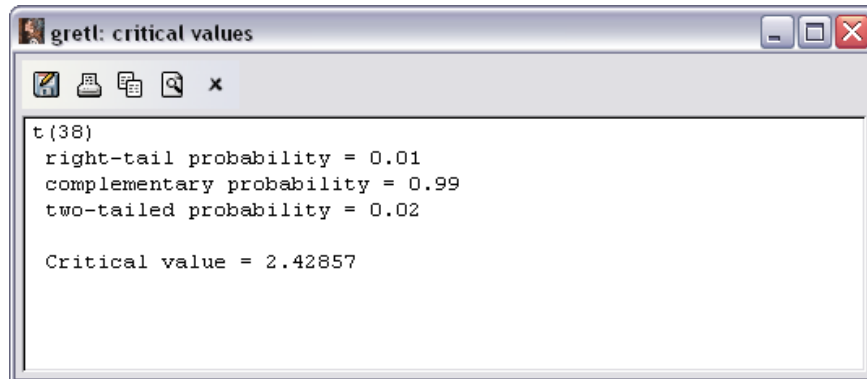 gretl: critical values
t(38)
right-tail probability = 0.01
complementary probability = 0.99
two-tailed probability = 0.02
Critical value = 2.42857